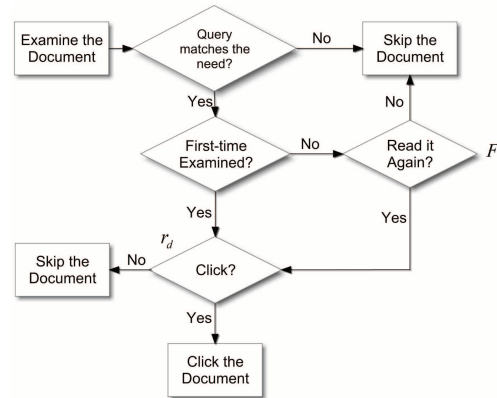 Examine the
Document
Query
matches the
need?
No
Skip the
Document
Yes
No
First-time
Examined?
No
Read it
Again?
F
Yes
Yes
r_d
Skip the
Document
No
Click?
Yes
Click the
Document